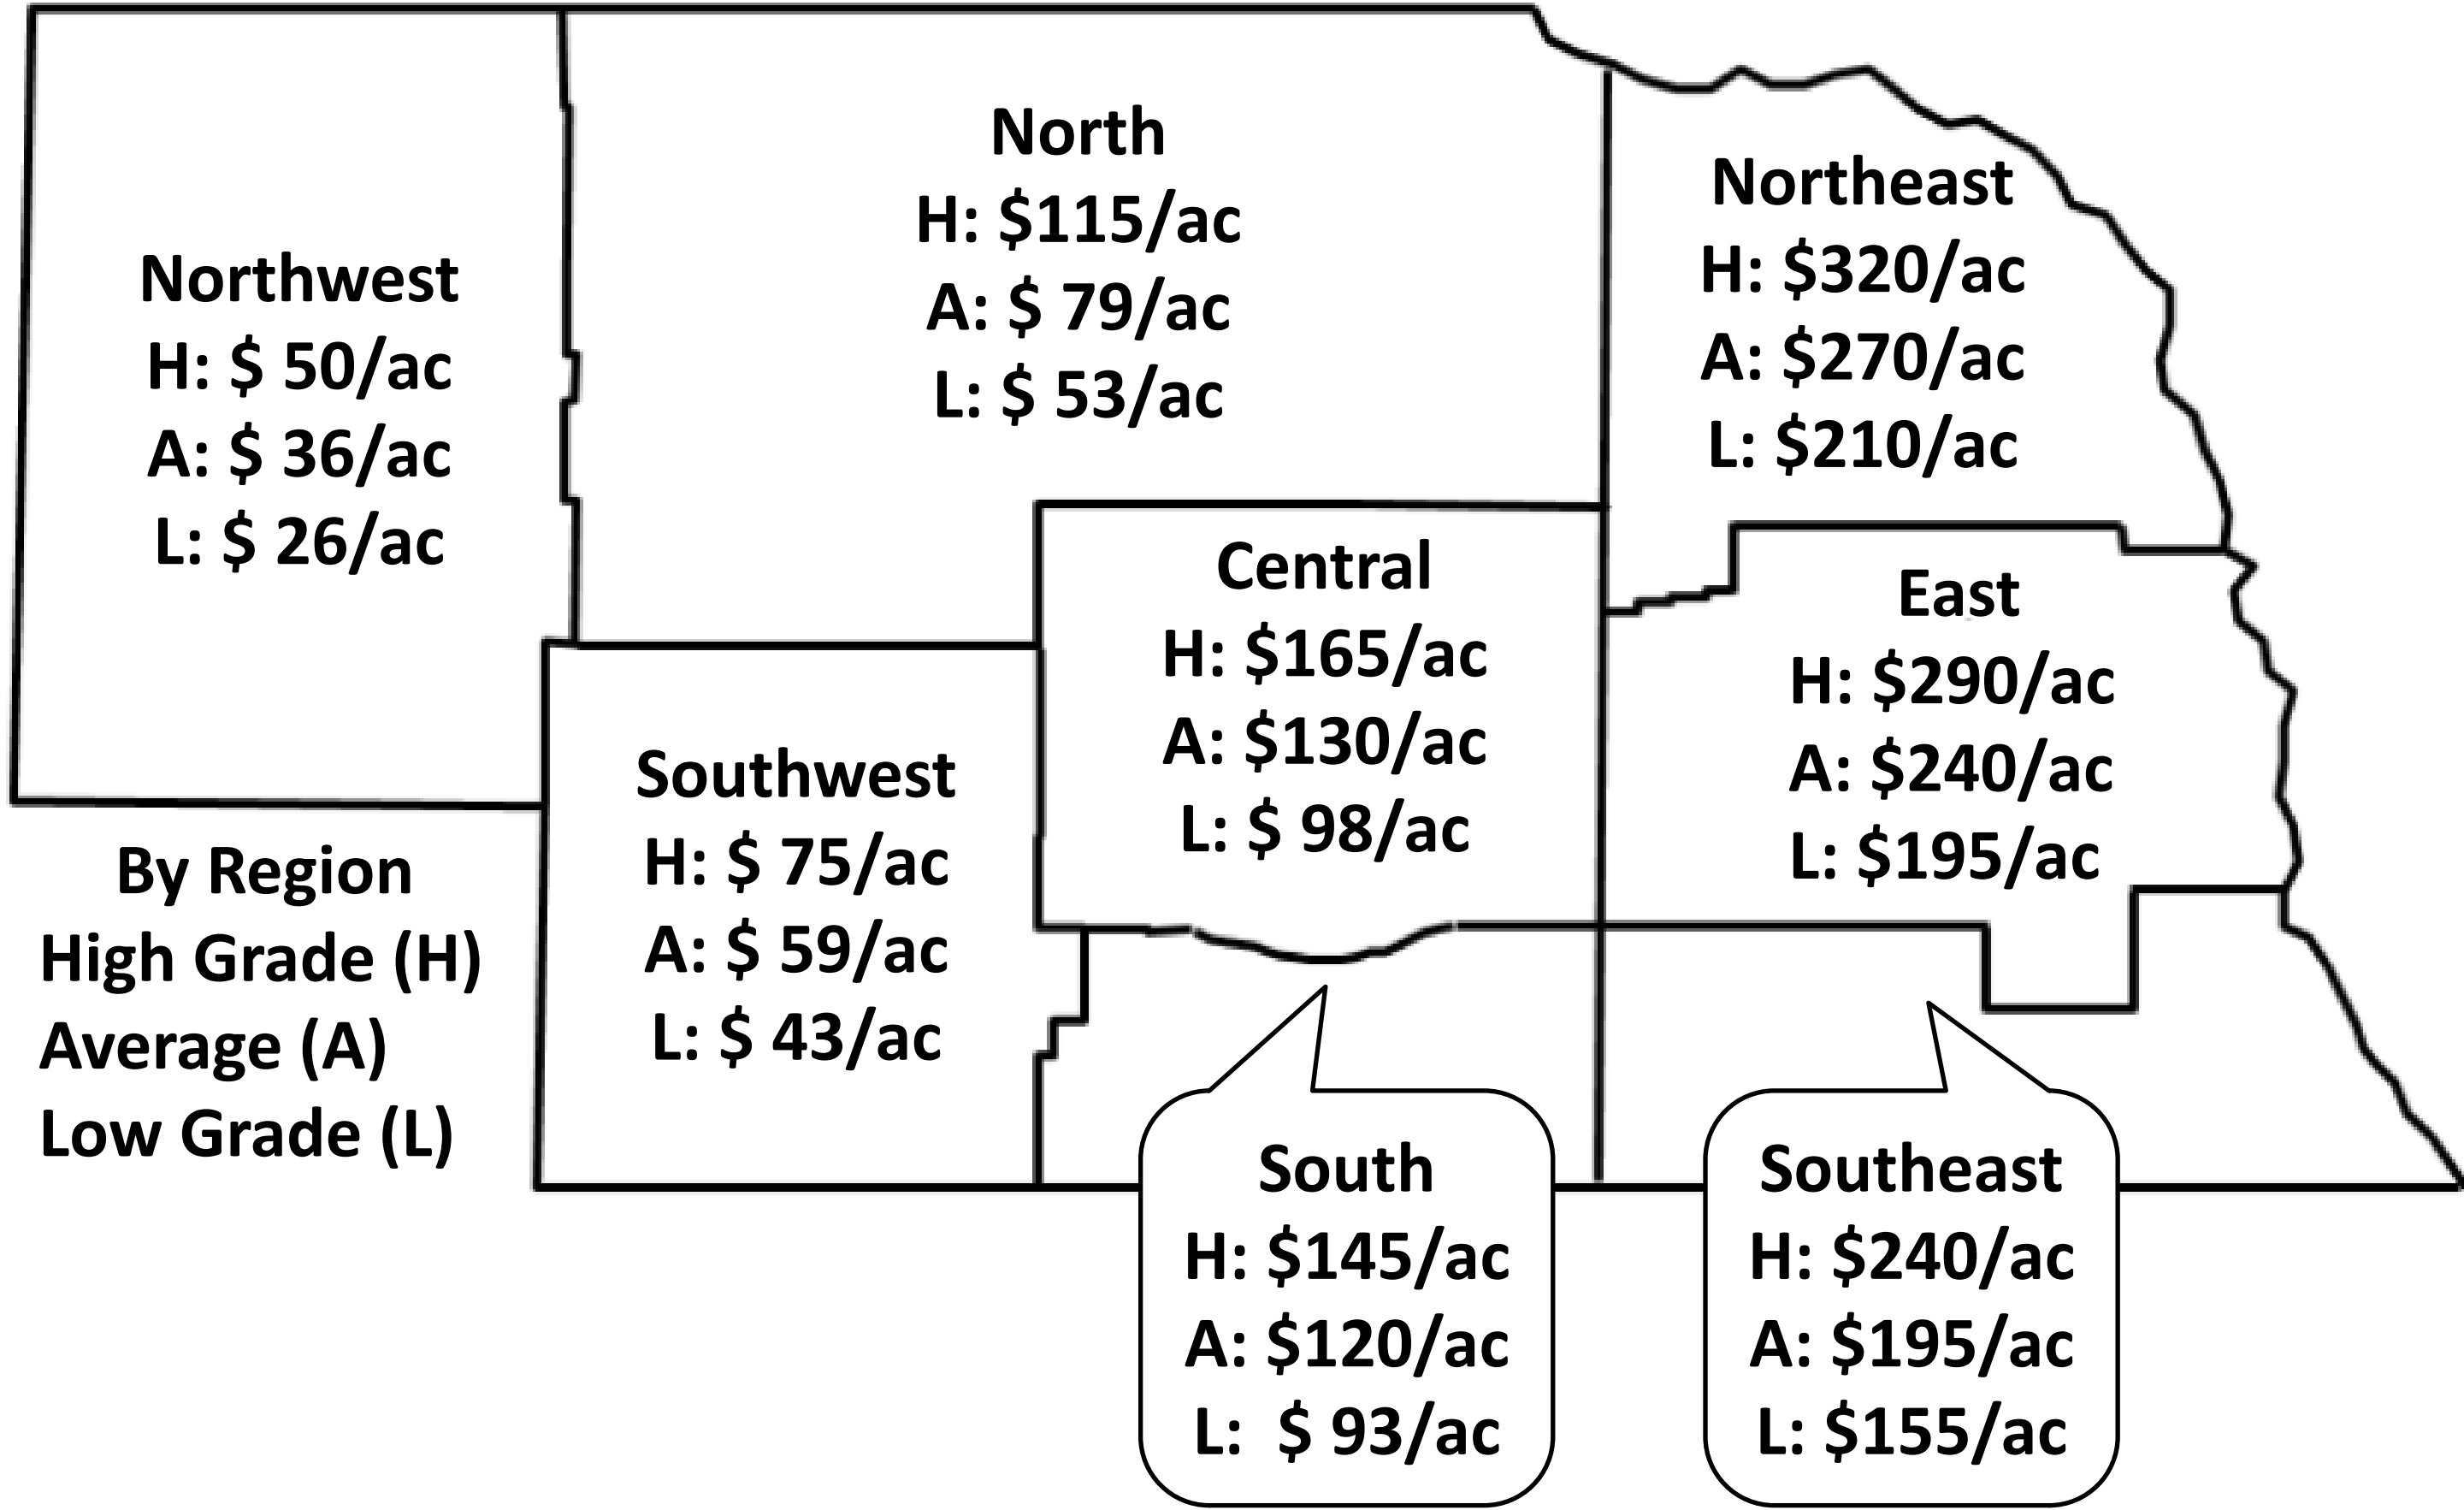 North
H: $115/ac
A: $ 79/ac
L: $ 53/ac
Northeast
H: $320/ac
A: $270/ac
L: $210/ac
Northwest
H: $ 50/ac
A: $ 36/ac
L: $ 26/ac
Central
H: $165/ac
A: $130/ac
L: $ 98/ac
East
H: $290/ac
A: $240/ac
L: $195/ac
Southwest
H: $ 75/ac
A: $ 59/ac
L: $ 43/ac
By Region
High Grade (H)
Average (A)
Low Grade (L)
South
H: $145/ac
A: $120/ac
L: $ 93/ac
Southeast
H: $240/ac
A: $195/ac
L: $155/ac